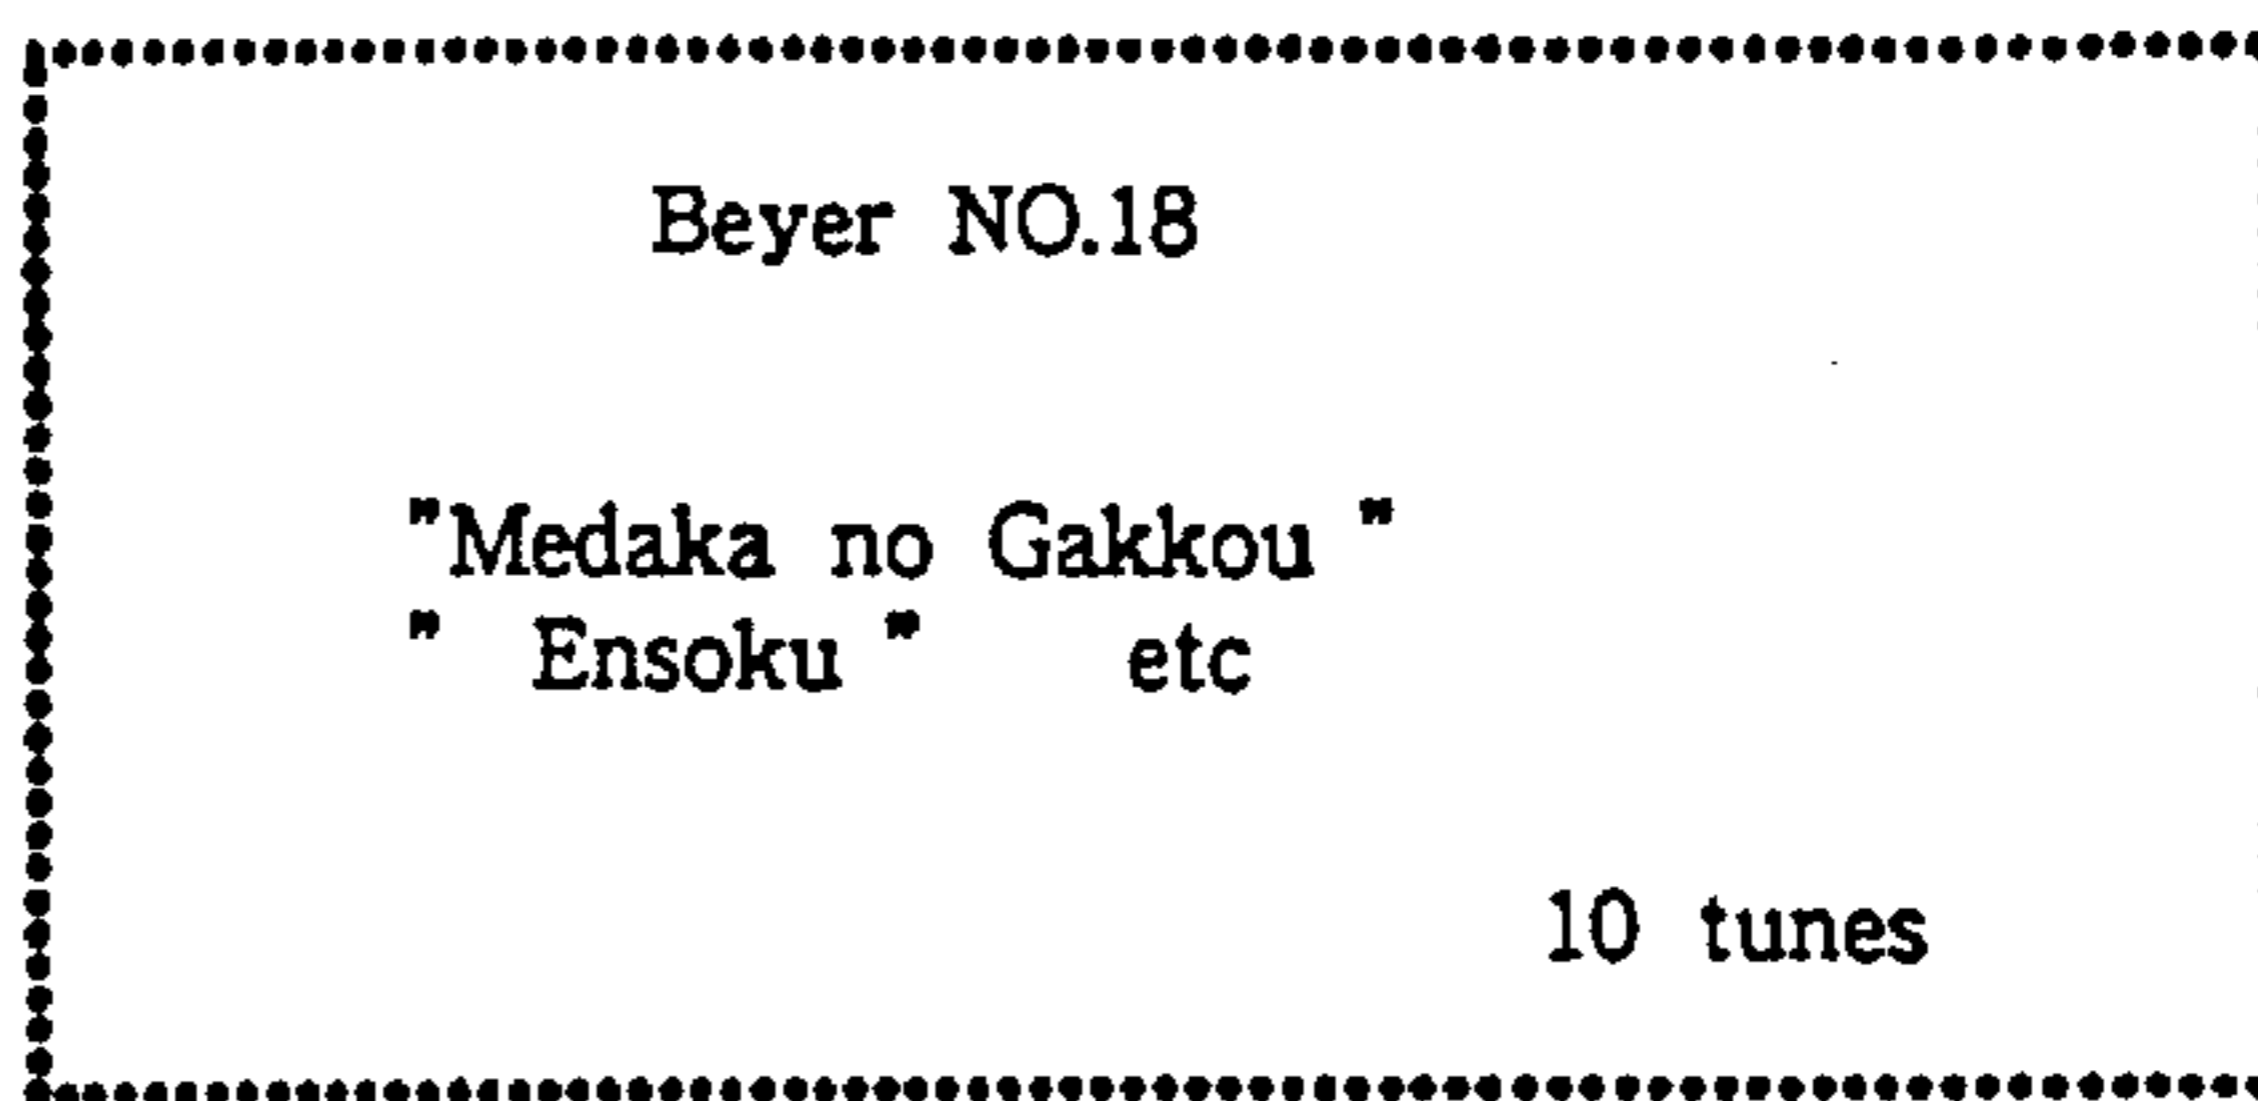 Beyer NO.18
"Medaka no Gakkou "
" Ensoku " etc
10 tunes